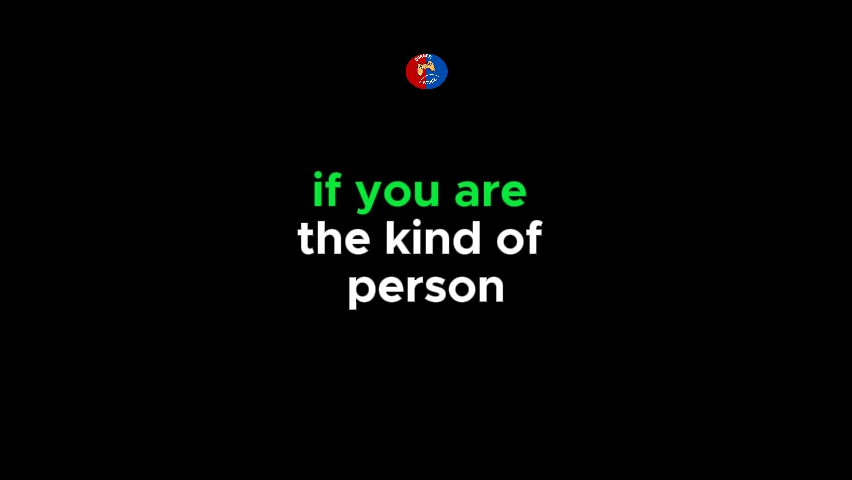 if you are
the kind of
person